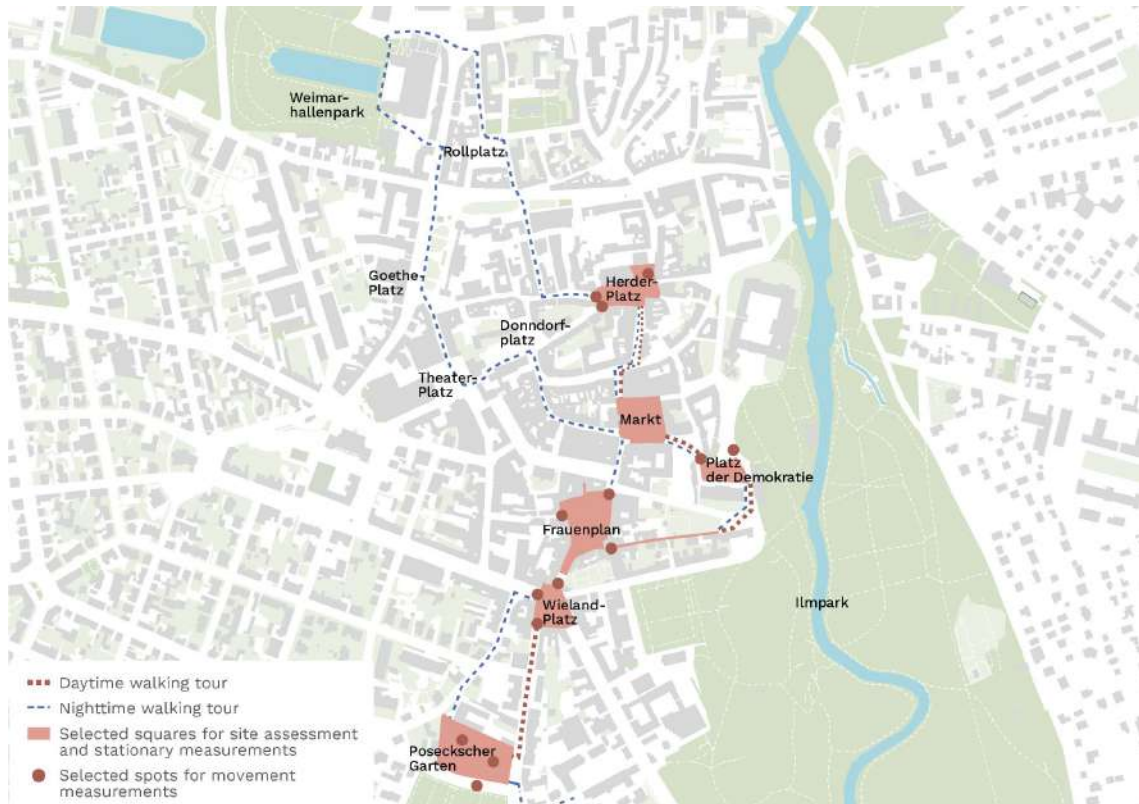 Weimar-
hallenpark
Rollplatz
Goethe-
Platz
Herder-
Platz
Donndorf-
platz
Theater-
Platz
Markt
Platz
der Demokratie
Frauenplan
Wieland-
Platz
Ilmpark
Poseckscher
Garten
Daytime walking tour
Nighttime walking tour
Selected squares for site assessment
and stationary measurements
Selected spots for movement
measurements